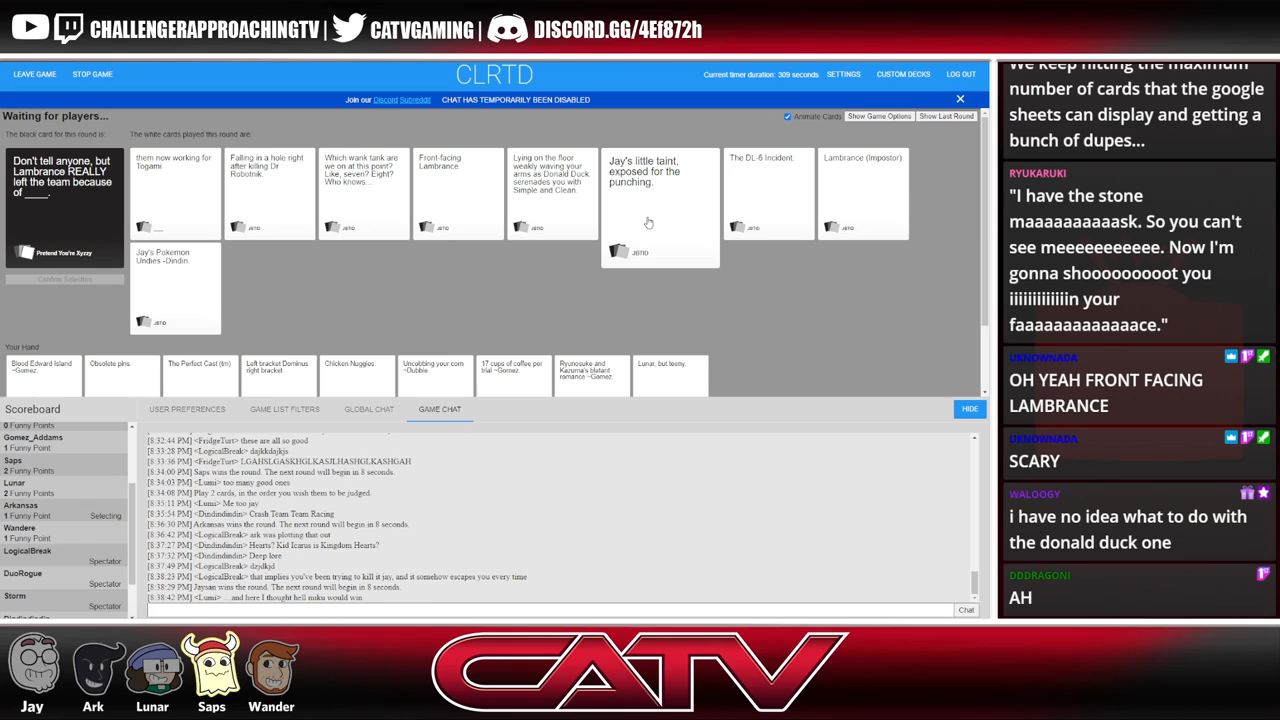 CHALLENGERAPPROACHINGTV | CATVGAMING | DISCORD.GG/4Ef872h
LEAVE GAME STOP GAME CLRTD Current timer duration: 309 seconds SETTINGS CUSTOM DECKS LOG OUT
Join our Discord Subreddit CHAT HAS TEMPORARILY BEEN DISABLED
Waiting for players... Animate Cards Show Game Options Show Last Round
The black card for this round is: The white cards played this round are:
Don't tell anyone, but
Lambrance REALLY
left the team because
of ____.
Pretend You're Xyzzy
Confirm Selection
them now working for
Togami
Falling in a hole right
after killing Dr
Robotnik.
JBTID
Which wank tank are
we on at this point?
Like, seven? Eight?
Who knows...
JBTID
Front-facing
Lambrance.
JBTID
Lying on the floor
weakly waving your
arms as Donald Duck
serenades you with
Simple and Clean.
JBTID
Jay's little taint,
exposed for the
punching.
JBTID
The DL-6 Incident.
JBTID
Lambrance (Impostor)
JBTID
Jay's Pokemon
Undies -Dindin.
JBTID
Your Hand
Blood Edward Island
~Gomez.
Obsolete pins.
The Perfect Cast (tm)
Left bracket Dominus
right bracket.
Chicken Nuggies.
Uncobbing your corn
~Dubbie.
17 cups of coffee per
trial ~Gomez.
Ryunosuke and
Kazuma's blatant
romance ~Gomez.
Lunar, but teeny.
Scoreboard
0 Funny Points
Gomez_Addams
1 Funny Point
Saps
2 Funny Points
Lunar
2 Funny Points
Arkansas
1 Funny Point Selecting
Wandere
1 Funny Point
LogicalBreak
Spectator
DuoRogue
Spectator
Storm
Spectator
USER PREFERENCES GAME LIST FILTERS GLOBAL CHAT GAME CHAT HIDE
[8:32:44 PM] <FridgeTurt> these are all so good
[8:33:28 PM] <LogicalBreak> dajkkdajkjs
[8:33:36 PM] <FridgeTurt> LGAHSLGASKHGLKASJLHASHGLKASHGAH
[8:34:00 PM] Saps wins the round. The next round will begin in 8 seconds.
[8:34:03 PM] <Lumi> too many good ones
[8:34:08 PM] Play 2 cards, in the order you wish them to be judged.
[8:35:11 PM] <Lumi> Me too jay
[8:35:54 PM] <Dindindindin> Crash Team Team Racing
[8:36:30 PM] Arkansas wins the round. The next round will begin in 8 seconds.
[8:36:42 PM] <LogicalBreak> ark was plotting that out
[8:37:27 PM] <Dindindindin> Hearts? Kid Icarus is Kingdom Hearts?
[8:37:32 PM] <Dindindindin> Deep lore
[8:37:49 PM] <LogicalBreak> dzjdkjd
[8:38:23 PM] <LogicalBreak> that implies you've been trying to kill it jay, and it somehow escapes you every time
[8:38:29 PM] Jaysan wins the round. The next round will begin in 8 seconds.
[8:38:42 PM] <Lumi> ....and here I thought hell miku would win
Chat
We keep hitting the maximum
number of cards that the google
sheets can display and getting a
bunch of dupes...
RYUKARUKI
"I have the stone
maaaaaaaaask. So you can't
see meeeeeeeeeee. Now I'm
gonna shooooooooot you
iiiiiiiiiiiiin your
faaaaaaaaaaaaace."
UKNOWNADA
OH YEAH FRONT FACING
LAMBRANCE
UKNOWNADA
SCARY
WALOOGY
i have no idea what to do with
the donald duck one
DDDRAGONI
AH
CATV
Jay Ark Lunar Saps Wander